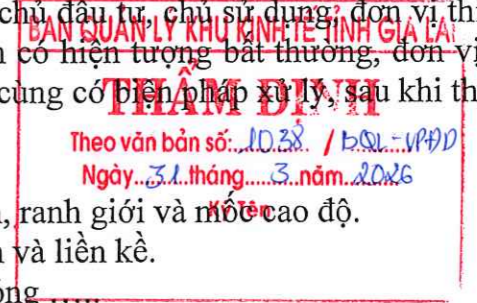 chủ đầu tư, chủ sử dụng; đơn vị thi
BAN QUẢN LÝ KHU KINH TẾ TỈNH GIA LAI
có hiện tượng bất thường, đơn vị
cùng có biện pháp xử lý, sau khi th
THẨM ĐỊNH
Theo văn bản số: 1038 / BQL-VPĐD
Ngày 31 tháng 3 năm 2026
Ký tên
, ranh giới và mốc cao độ.
và liền kề.